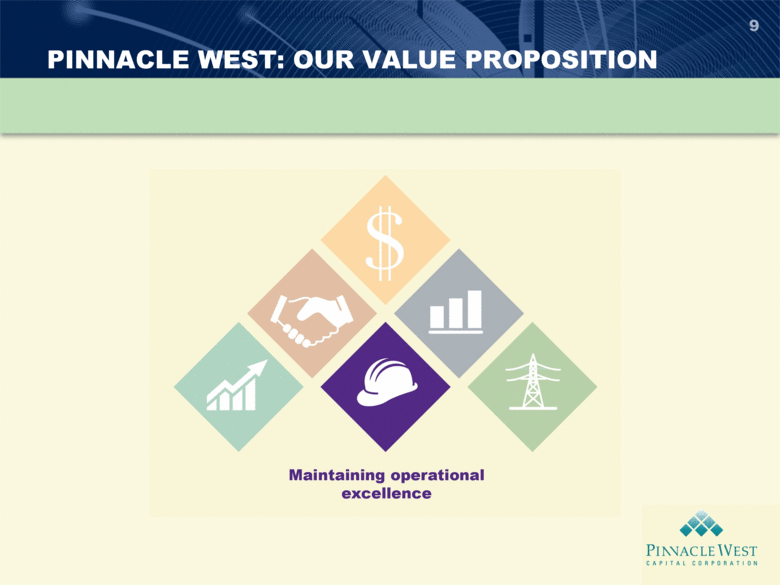 9
PINNACLE WEST: OUR VALUE PROPOSITION
$
Maintaining operational
excellence
PINNACLE WEST
CAPITAL CORPORATION